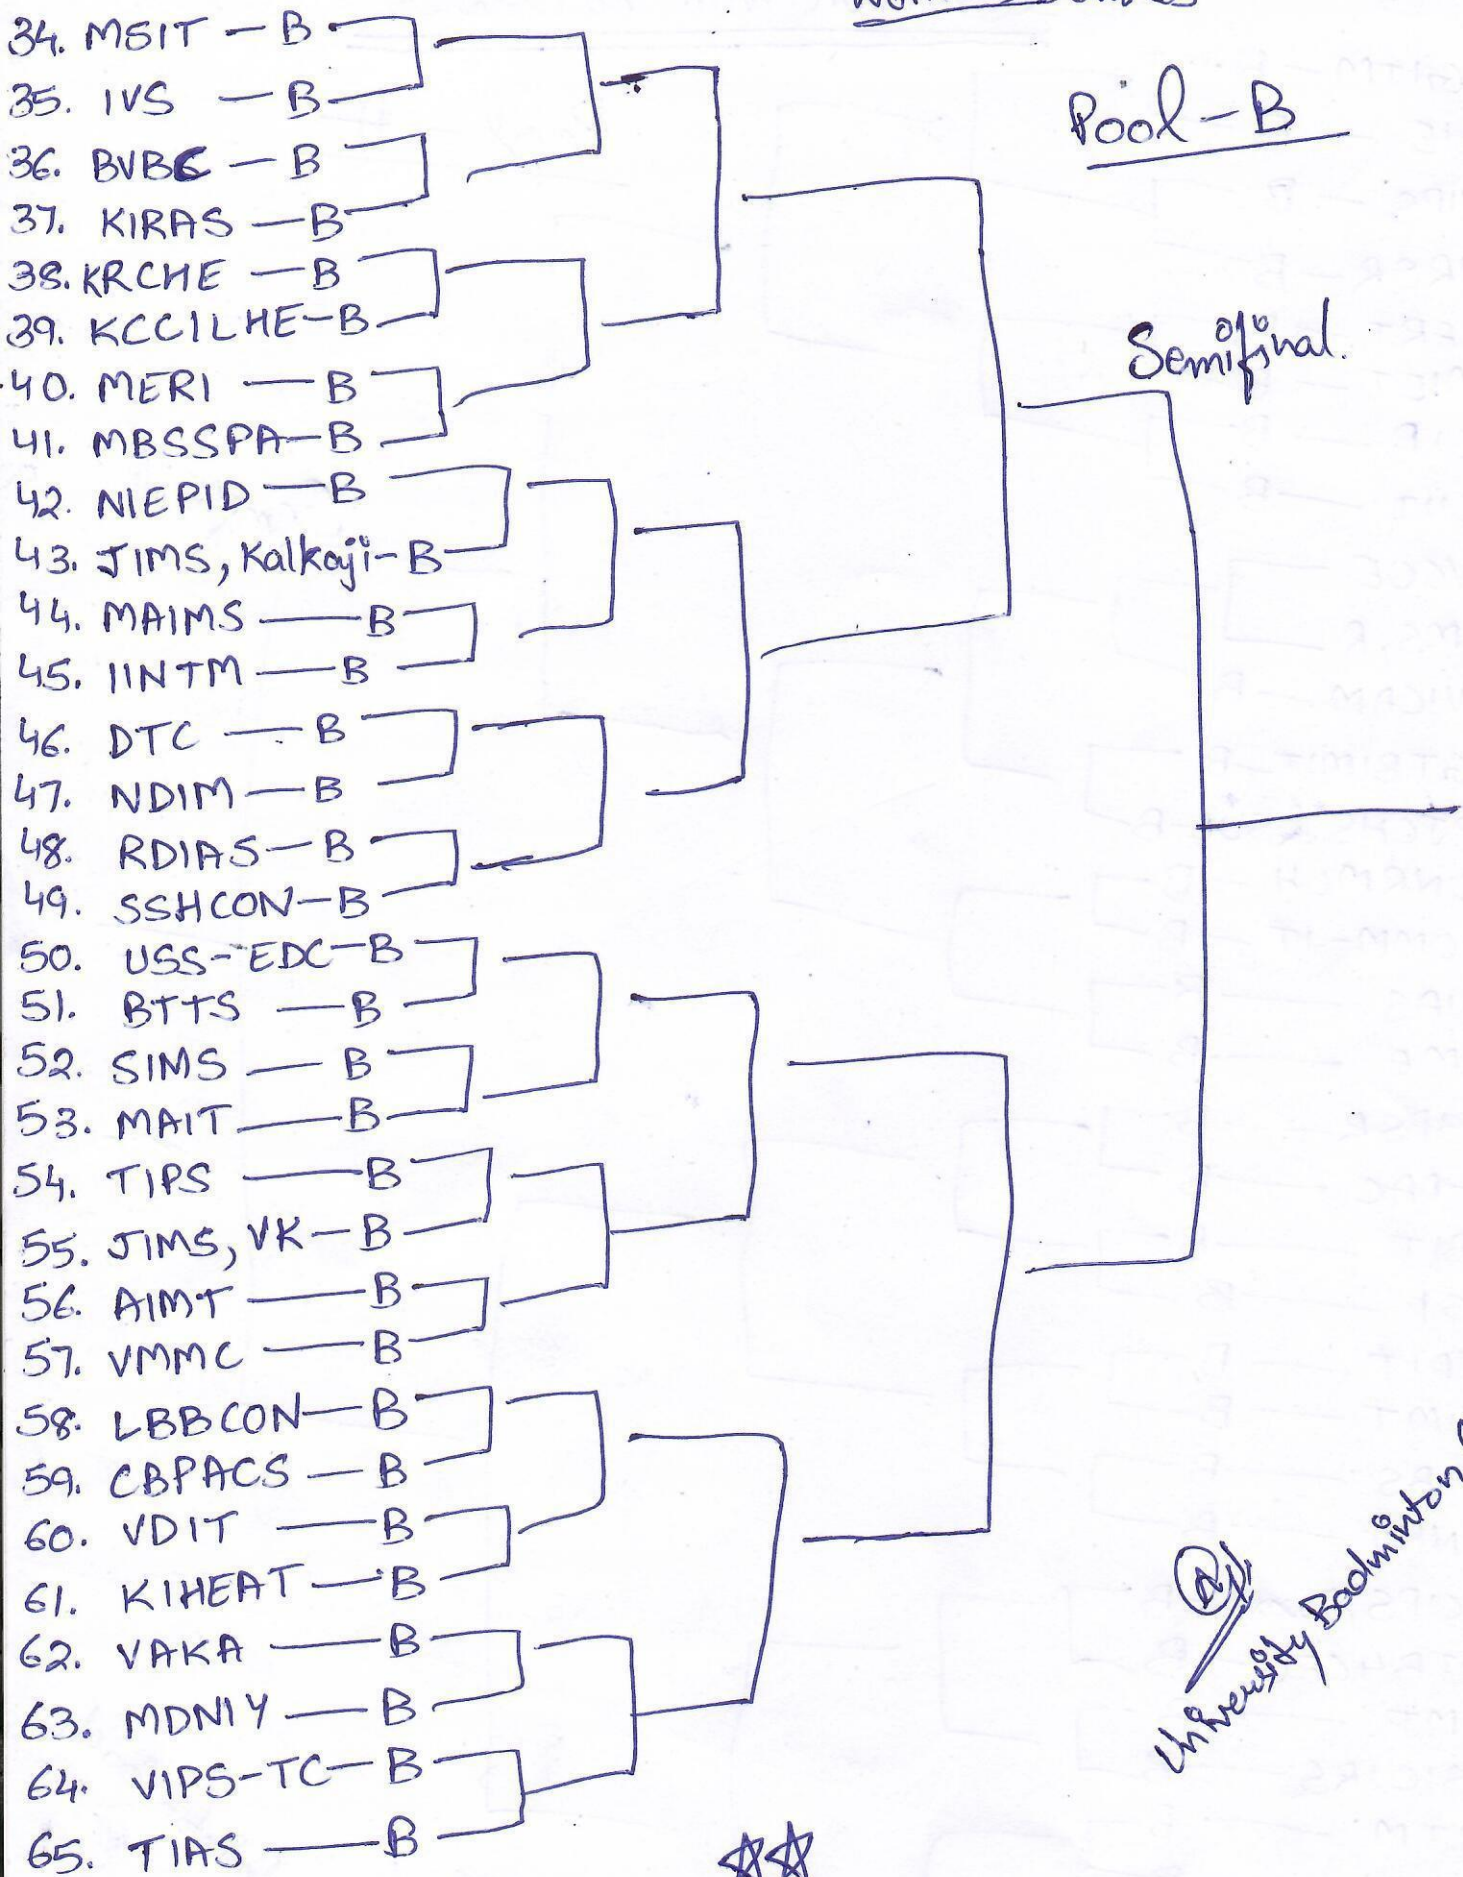 Pool-B
34. MSIT - B
35. IVS - B
36. BVBC - B
37. KIRAS - B
38. KRCHE - B
39. KCCILHE - B
40. MERI - B
41. MBSSPA - B
Semifinal.
42. NIEPID - B
43. JIMS, Kalkaji - B
44. MAIMS - B
45. IINTM - B
46. DTC - B
47. NDIM - B
48. RDIAS - B
49. SSHCON - B
50. USS-EDC - B
51. BTTS - B
52. SIMS - B
53. MAIT - B
54. TIPS - B
55. JIMS, VK - B
56. AIMT - B
57. VMMC - B
58. LBBCON - B
59. CBPACS - B
60. VDIT - B
61. KIHEAT - B
62. VAKA - B
63. MDNIY - B
64. VIPS-TC - B
65. TIAS - B
University Badminton